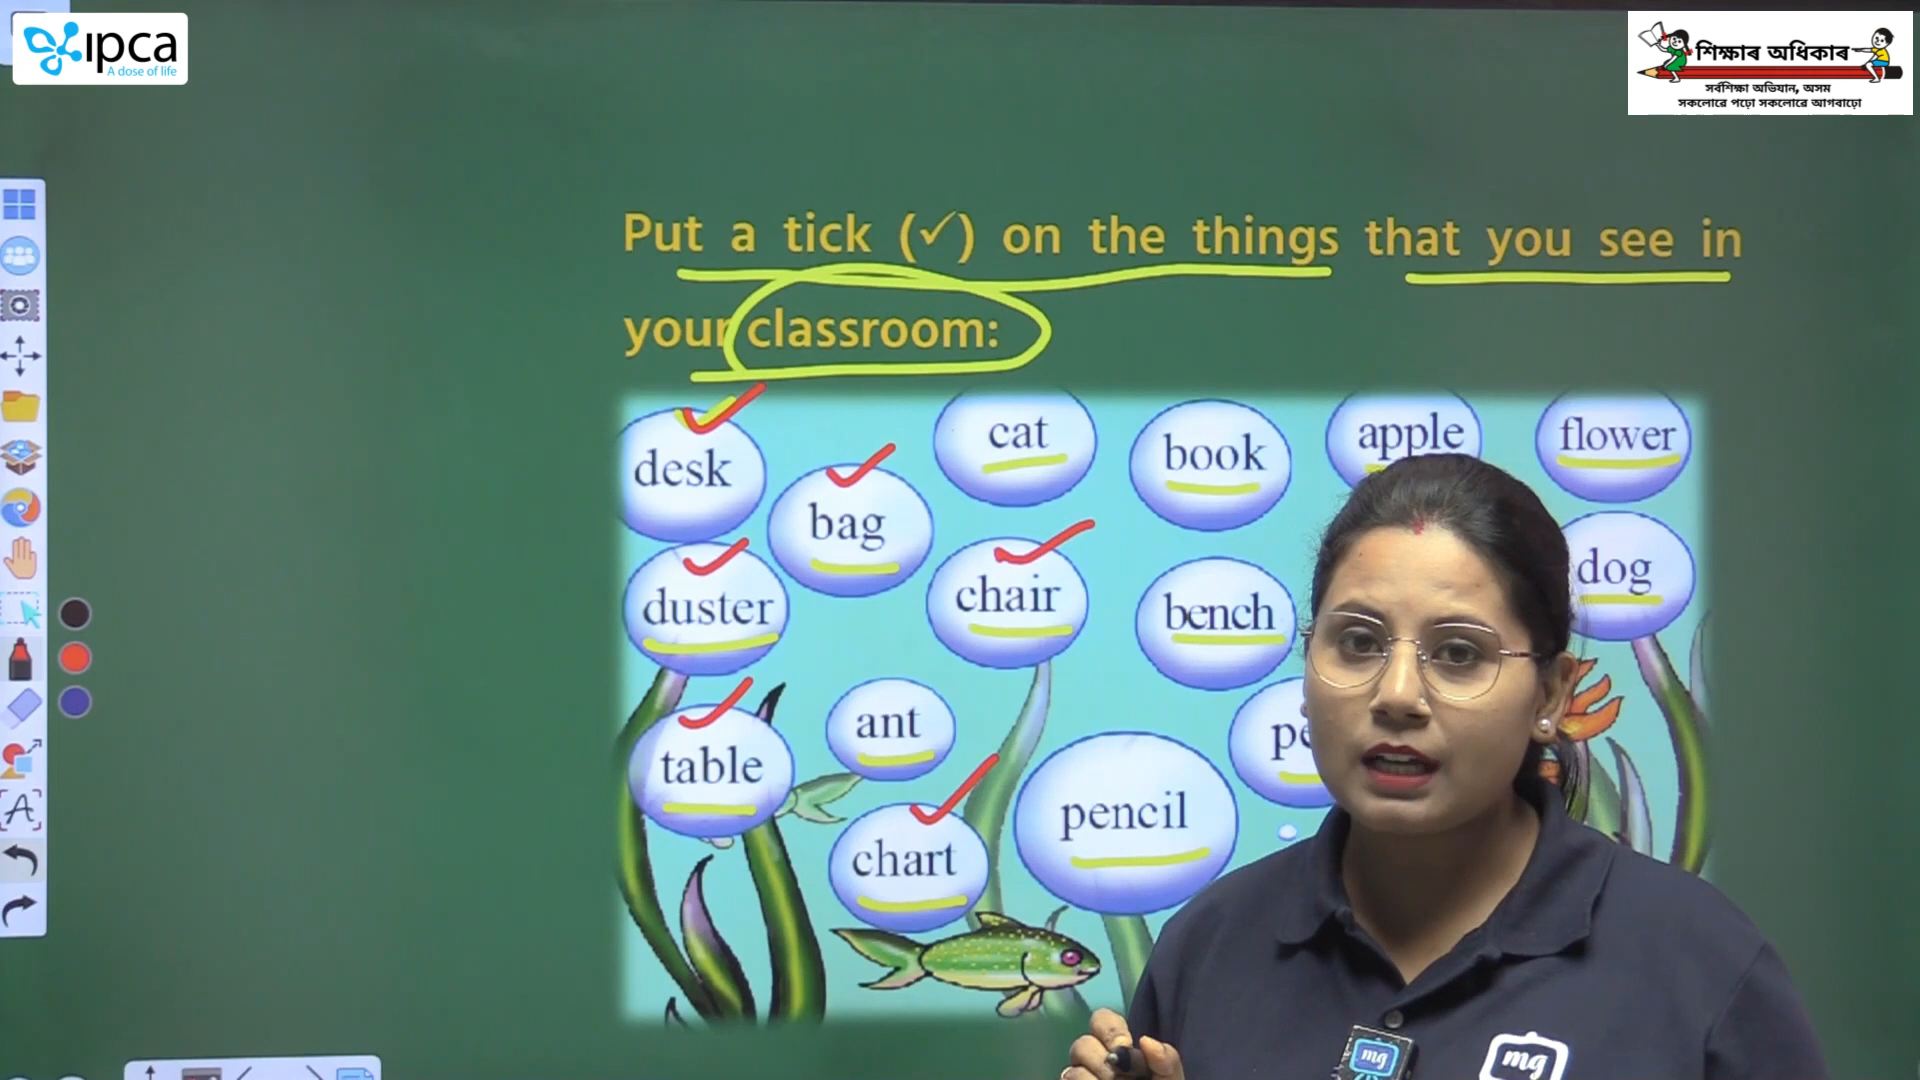 ipca
A dose of life
শিক্ষাৰ অধিকাৰ
সৰ্বশিক্ষা অভিযান, অসম
সকলোৱে পঢ়ো সকলোৱে আগবাঢ়ো
Put a tick (✓) on the things that you see in
your classroom:
desk
cat
book
apple
flower
bag
duster
chair
bench
dog
table
ant
pencil
chart
mg
mg